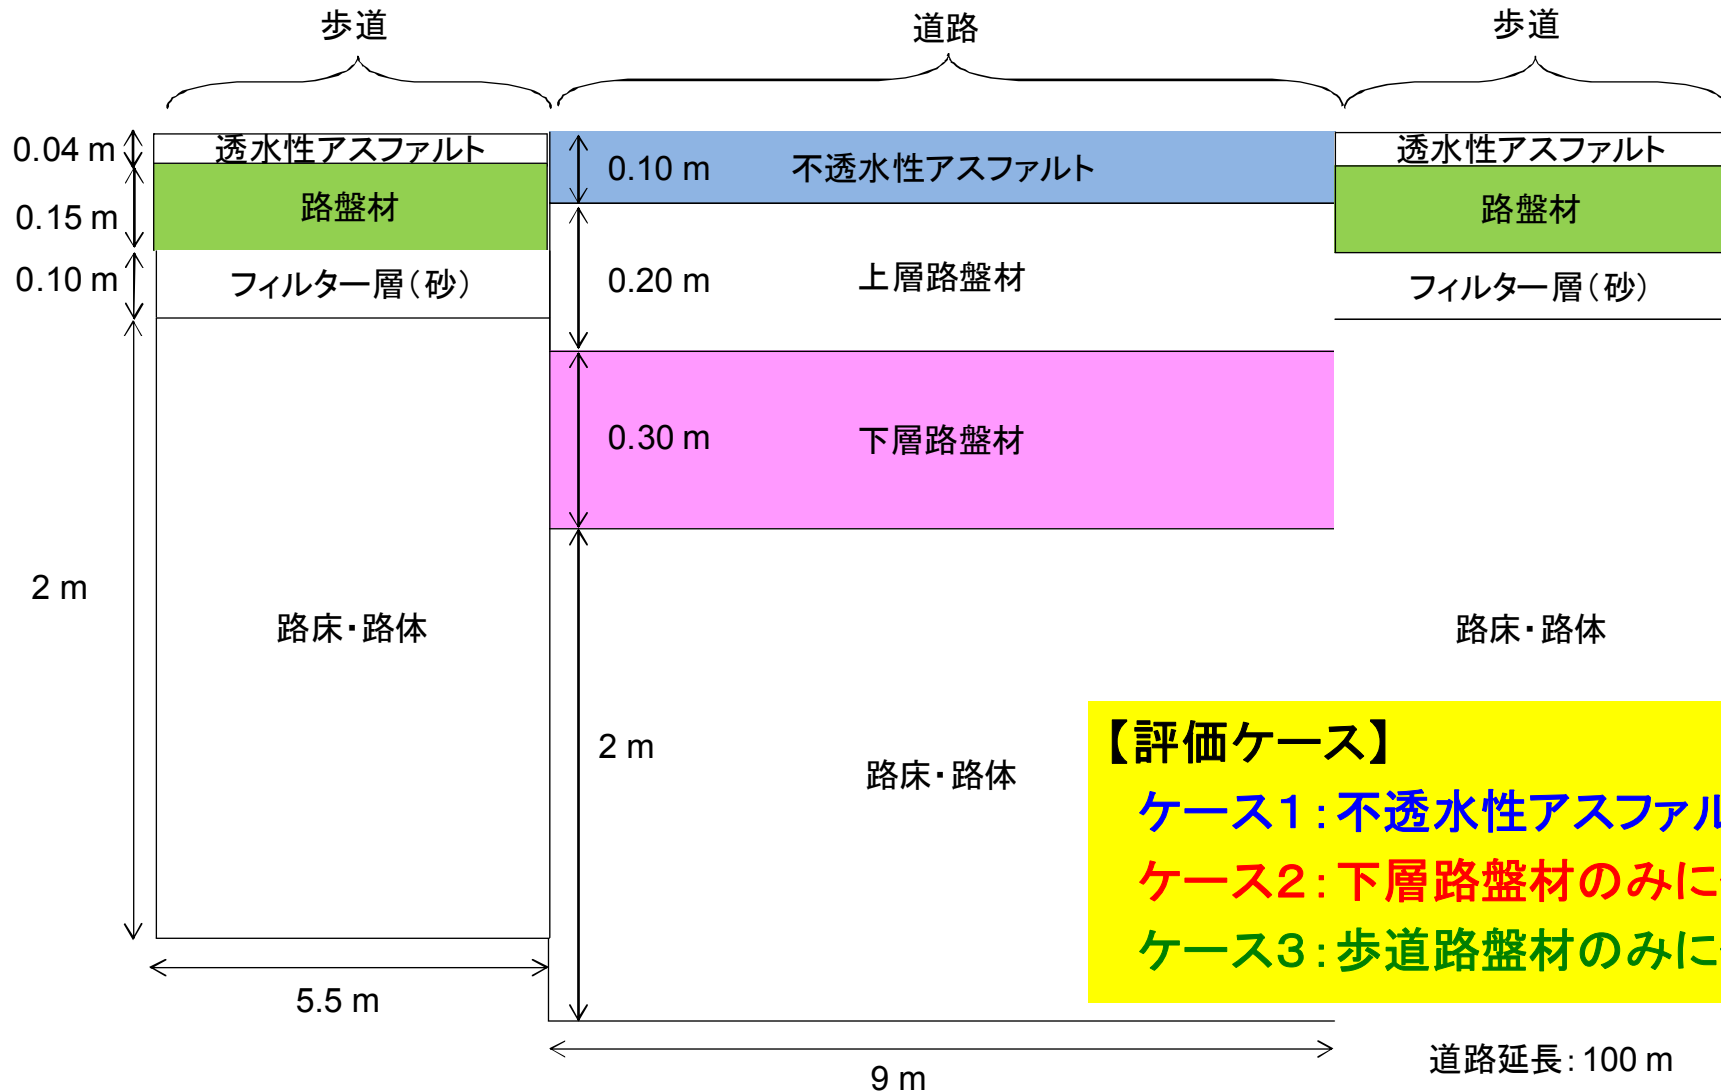 歩道
道路
歩道
0.04 m
透水性アスファルト
0.10 m
不透水性アスファルト
透水性アスファルト
0.15 m
路盤材
路盤材
0.10 m
フィルター層(砂)
0.20 m
上層路盤材
フィルター層(砂)
0.30 m
下層路盤材
2 m
路床・路体
路床・路体
2 m
路床・路体
【評価ケース】
ケース1:不透水性アスファル
ケース2:下層路盤材のみに
ケース3:歩道路盤材のみに
5.5 m
9 m
道路延長:100 m